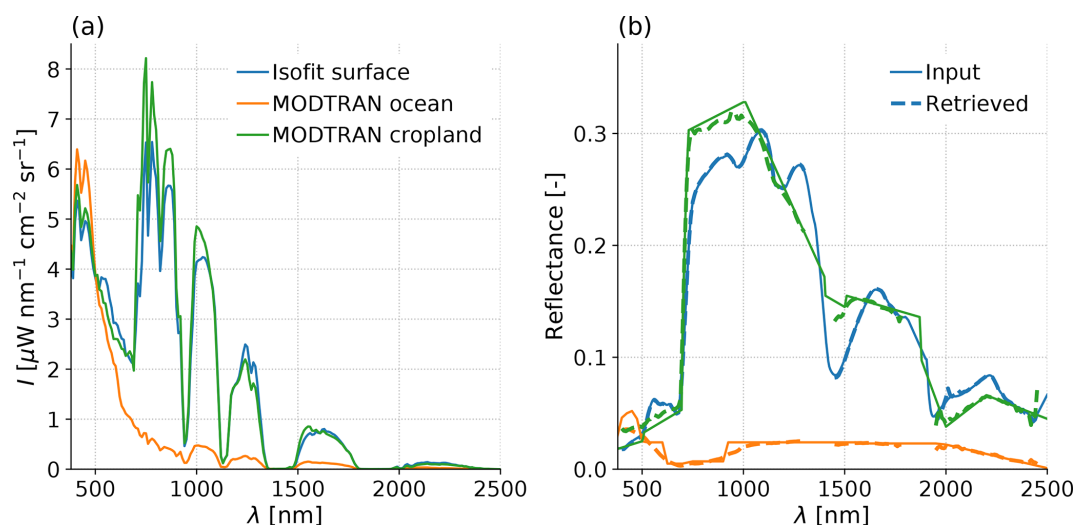 (a)
Isofit surface
MODTRAN ocean
MODTRAN cropland
I [μW nm⁻¹ cm⁻² sr⁻¹]
8
7
6
5
4
3
2
1
0
500 1000 1500 2000 2500
λ [nm]
(b)
Input
Retrieved
Reflectance [-]
0.3
0.2
0.1
0.0
500 1000 1500 2000 2500
λ [nm]